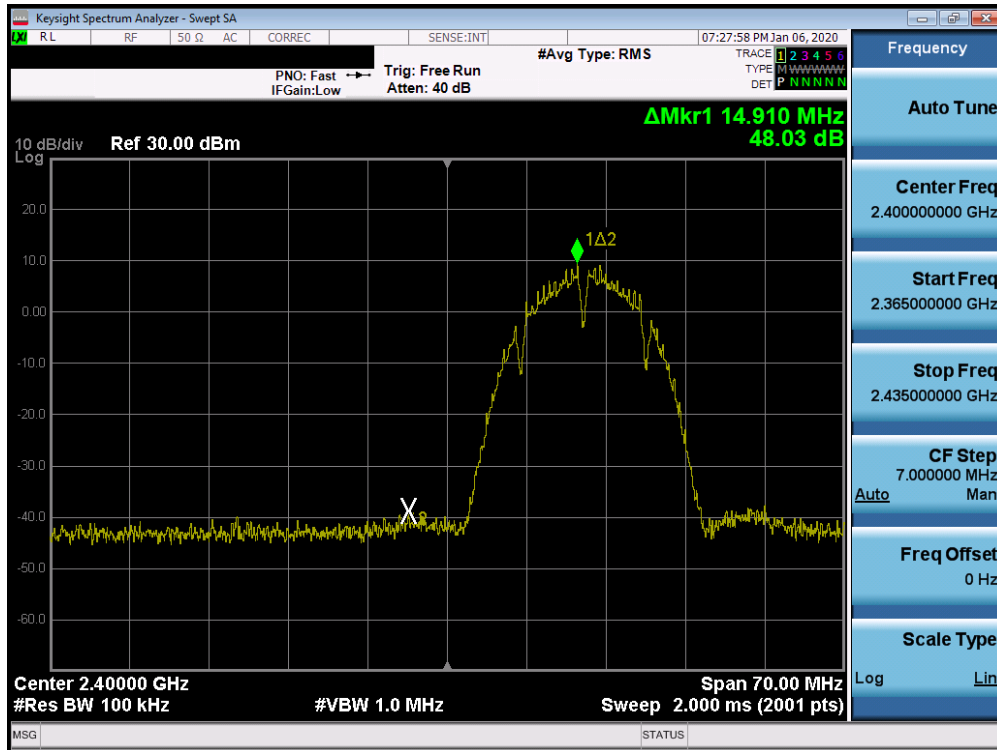 Keysight Spectrum Analyzer - Swept SA
LXI RL RF 50 Ω AC CORREC SENSE:INT 07:27:58 PM Jan 06, 2020
#Avg Type: RMS TRACE 1 2 3 4 5 6
PNO: Fast Trig: Free Run TYPE M WWWWW
IFGain:Low Atten: 40 dB DET P N N N N N
ΔMkr1 14.910 MHz
48.03 dB
10 dB/div Ref 30.00 dBm
Log
20.0
1Δ2
10.0
0.00
-10.0
-20.0
-30.0
X
-40.0
-50.0
-60.0
Center 2.40000 GHz Span 70.00 MHz
#Res BW 100 kHz #VBW 1.0 MHz Sweep 2.000 ms (2001 pts)
MSG STATUS
Frequency
Auto Tune
Center Freq
2.400000000 GHz
Start Freq
2.365000000 GHz
Stop Freq
2.435000000 GHz
CF Step
7.000000 MHz
Auto Man
Freq Offset
0 Hz
Scale Type
Log Lin